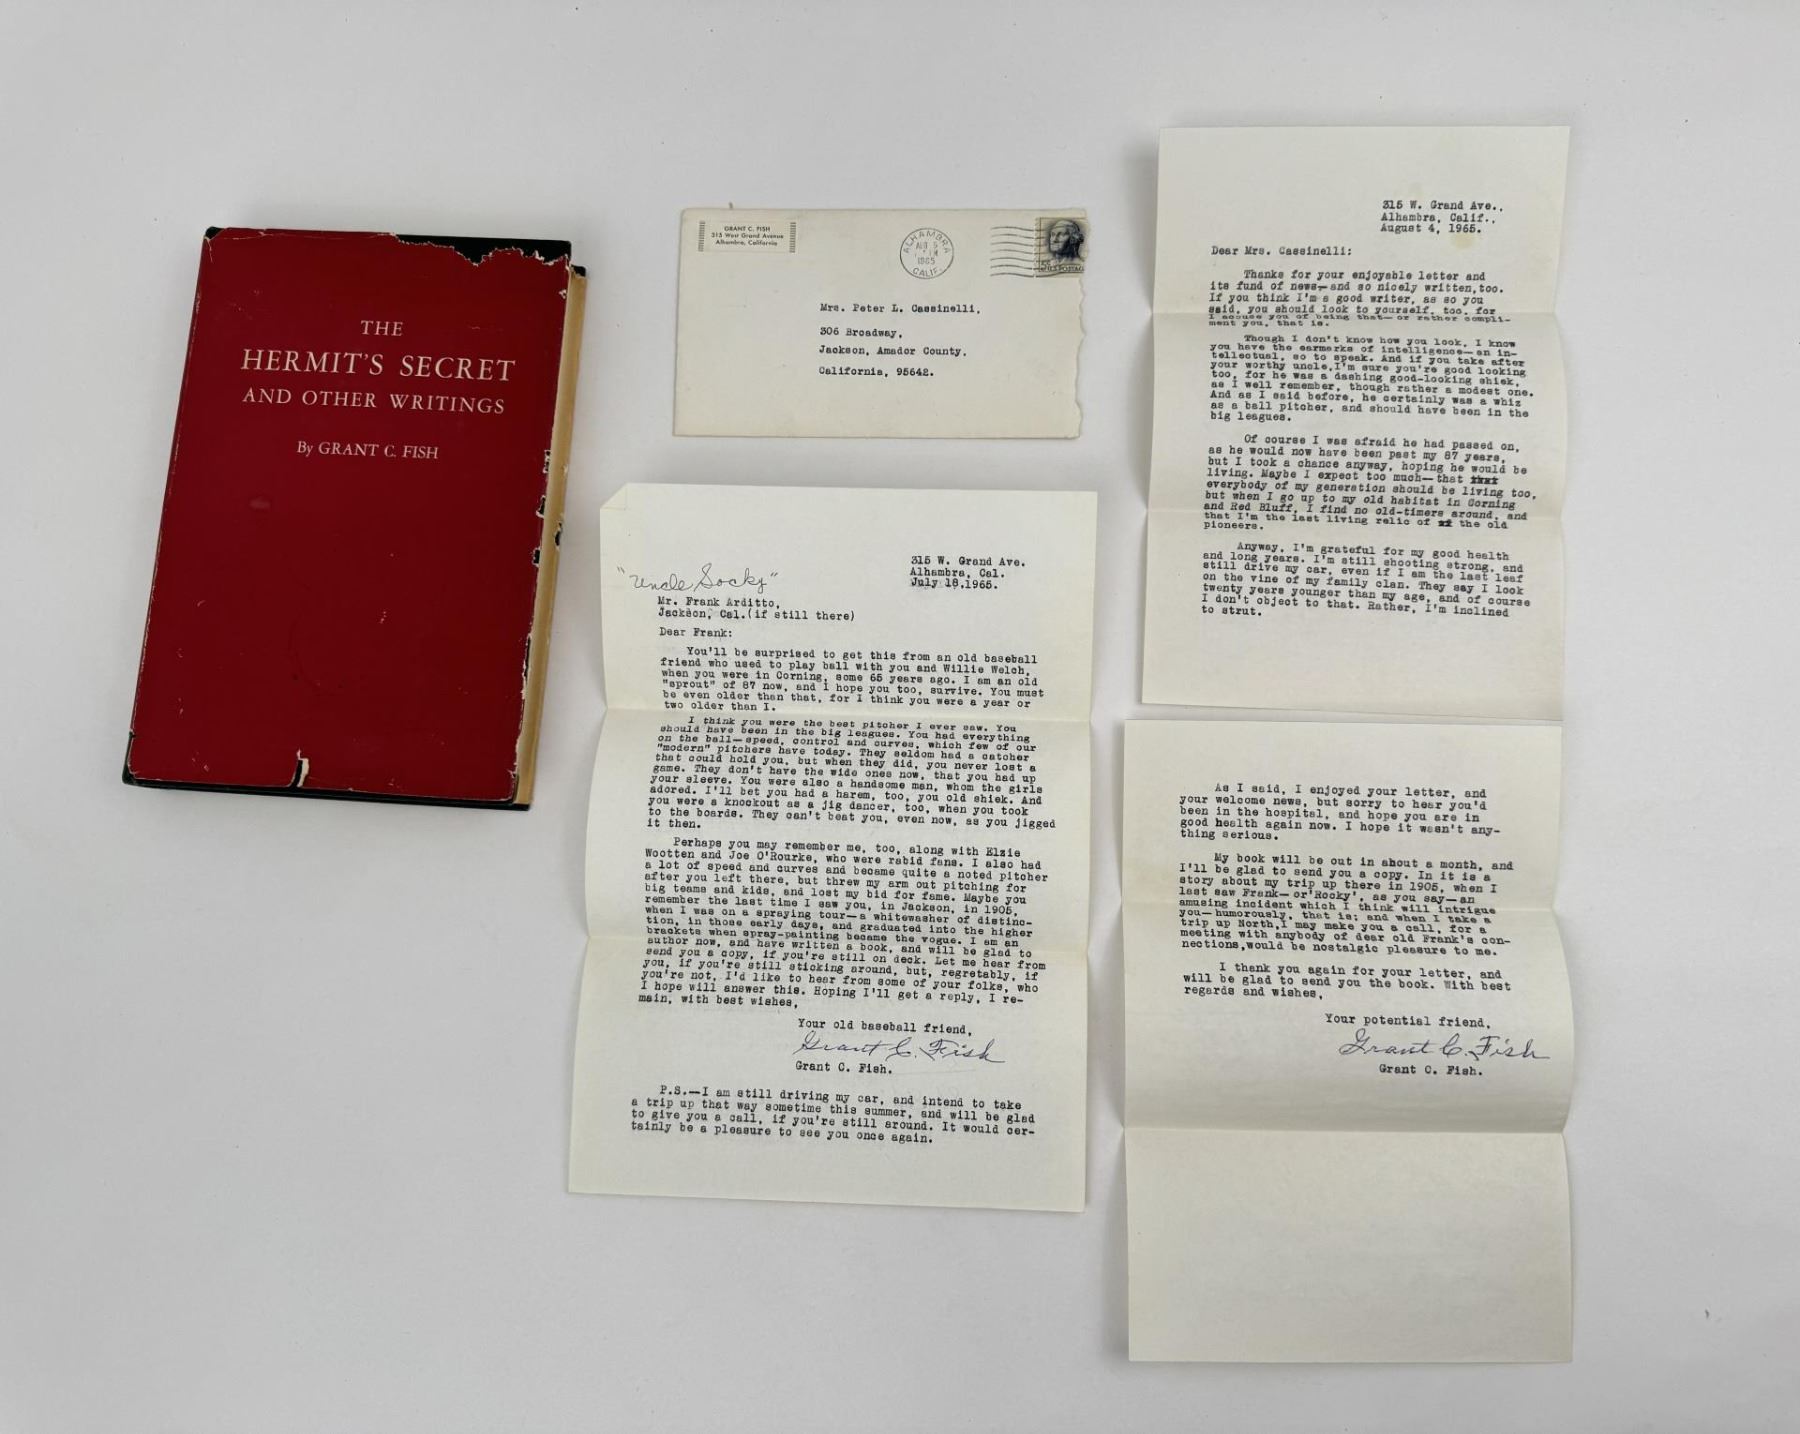 THE
HERMIT'S SECRET
AND OTHER WRITINGS
By GRANT C. FISH
GRANT C. FISH
315 West Grand Avenue
Alhambra, California
ALHAMBRA
AUG 5
1965
CALIF.
5¢ U.S. POSTAGE
Mrs. Peter L. Cassinelli,
306 Broadway,
Jackson, Amador County,
California, 95642.
315 W. Grand Ave.
Alhambra, Cal.
July 18,1965.
"Uncle Socky"
Mr. Frank Arditto,
Jackson, Cal.(if still there)
Dear Frank:
You'll be surprised to get this from an old baseball
friend who used to play ball with you and Willie Welch,
when you were in Corning, some 65 years ago. I am an old
"sprout" of 87 now, and I hope you too, survive. You must
be even older than that, for I think you were a year or
two older than I.
I think you were the best pitcher I ever saw. You
should have been in the big leagues. You had everything
on the ball—speed, control and curves, which few of our
"modern" pitchers have today. They seldom had a catcher
that could hold you, but when they did, you never lost a
game. They don't have the wide ones now, that you had up
your sleeve. You were also a handsome man, whom the girls
adored. I'll bet you had a harem, too, you old shiek. And
you were a knockout as a jig dancer, too, when you took
to the boards. They can't beat you, even now, as you jigged
it then.
Perhaps you may remember me, too, along with Elzie
Wootten and Joe O'Rourke, who were rabid fans. I also had
a lot of speed and curves and became quite a noted pitcher
after you left there, but threw my arm out pitching for
big teams and kids, and lost my bid for fame. Maybe you
remember the last time I saw you, in Jackson, in 1905,
when I was on a spraying tour—a whitewasher of distinc-
tion, in those early days, and graduated into the higher
brackets when spray-painting became the vogue. I am an
author now, and have written a book, and will be glad to
send you a copy, if you're still on deck. Let me hear from
you, if you're still sticking around, but, regretably, if
you're not, I'd like to hear from some of your folks, who
I hope will answer this. Hoping I'll get a reply, I re-
main, with best wishes,
Your old baseball friend,
Grant C. Fish
Grant C. Fish.
P.S.—I am still driving my car, and intend to take
a trip up that way sometime this summer, and will be glad
to give you a call, if you're still around. It would cer-
tainly be a pleasure to see you once again.
315 W. Grand Ave.,
Alhambra, Calif.,
August 4, 1965.
Dear Mrs. Cassinelli:
Thanks for your enjoyable letter and
its fund of news,—and so nicely written,too.
If you think I'm a good writer, as so you
said, you should look to yourself, too, for
I accuse you of being that—or rather compli-
ment you, that is.
Though I don't know how you look, I know
you have the earmarks of intelligence—an in-
tellectual, so to speak. And if you take after
your worthy uncle,I'm sure you're good looking
too, for he was a dashing good-looking shiek,
as I well remember, though rather a modest one.
And as I said before, he certainly was a whiz
as a ball pitcher, and should have been in the
big leagues.
Of course I was afraid he had passed on,
as he would now have been past my 87 years,
but I took a chance anyway, hoping he would be
living. Maybe I expect too much—that
everybody of my generation should be living too,
but when I go up to my old habitat in Corning
and Red Bluff, I find no old-timers around, and
that I'm the last living relic of the old
pioneers.
Anyway, I'm grateful for my good health
and long years. I'm still shooting strong, and
still drive my car, even if I am the last leaf
on the vine of my family clan. They say I look
twenty years younger than my age, and of course
I don't object to that. Rather, I'm inclined
to strut.
As I said, I enjoyed your letter, and
your welcome news, but sorry to hear you'd
been in the hospital, and hope you are in
good health again now. I hope it wasn't any-
thing serious.
My book will be out in about a month, and
I'll be glad to send you a copy. In it is a
story about my trip up there in 1905, when I
last saw Frank—or'Rocky', as you say—an
amusing incident which I think will intrigue
you—humorously, that is; and when I take a
trip up North,I may make you a call, for a
meeting with anybody of dear old Frank's con-
nections,would be nostalgic pleasure to me.
I thank you again for your letter, and
will be glad to send you the book. With best
regards and wishes,
Your potential friend,
Grant C. Fish
Grant C. Fish.